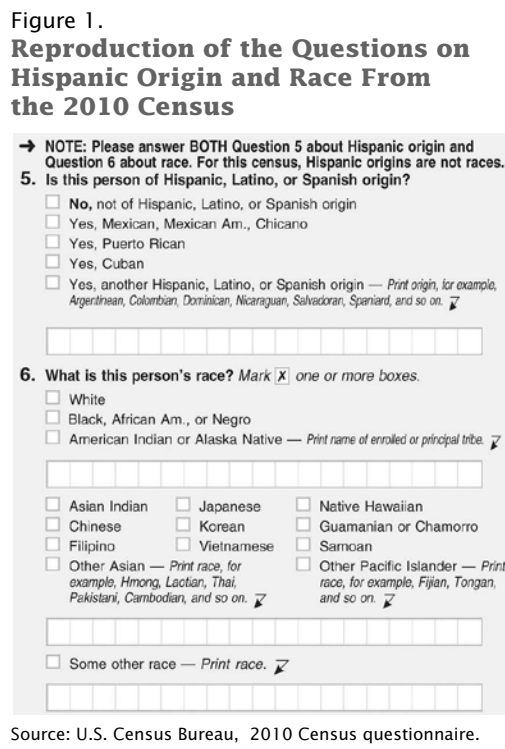 Figure 1.
Reproduction of the Questions on
Hispanic Origin and Race From
the 2010 Census
NOTE: Please answer BOTH Question 5 about Hispanic origin and
Question 6 about race. For this census, Hispanic origins are not races.
5. Is this person of Hispanic, Latino, or Spanish origin?
No, not of Hispanic, Latino, or Spanish origin
Yes, Mexican, Mexican Am., Chicano
Yes, Puerto Rican
Yes, Cuban
Yes, another Hispanic, Latino, or Spanish origin — Print origin, for example,
Argentinean, Colombian, Dominican, Nicaraguan, Salvadoran, Spaniard, and so on.
6. What is this person's race? Mark X one or more boxes.
White
Black, African Am., or Negro
American Indian or Alaska Native — Print name of enrolled or principal tribe.
Asian Indian Japanese Native Hawaiian
Chinese Korean Guamanian or Chamorro
Filipino Vietnamese Samoan
Other Asian — Print race, for Other Pacific Islander — Print
example, Hmong, Laotian, Thai, race, for example, Fijian, Tongan,
Pakistani, Cambodian, and so on. and so on.
Some other race — Print race.
Source: U.S. Census Bureau, 2010 Census questionnaire.